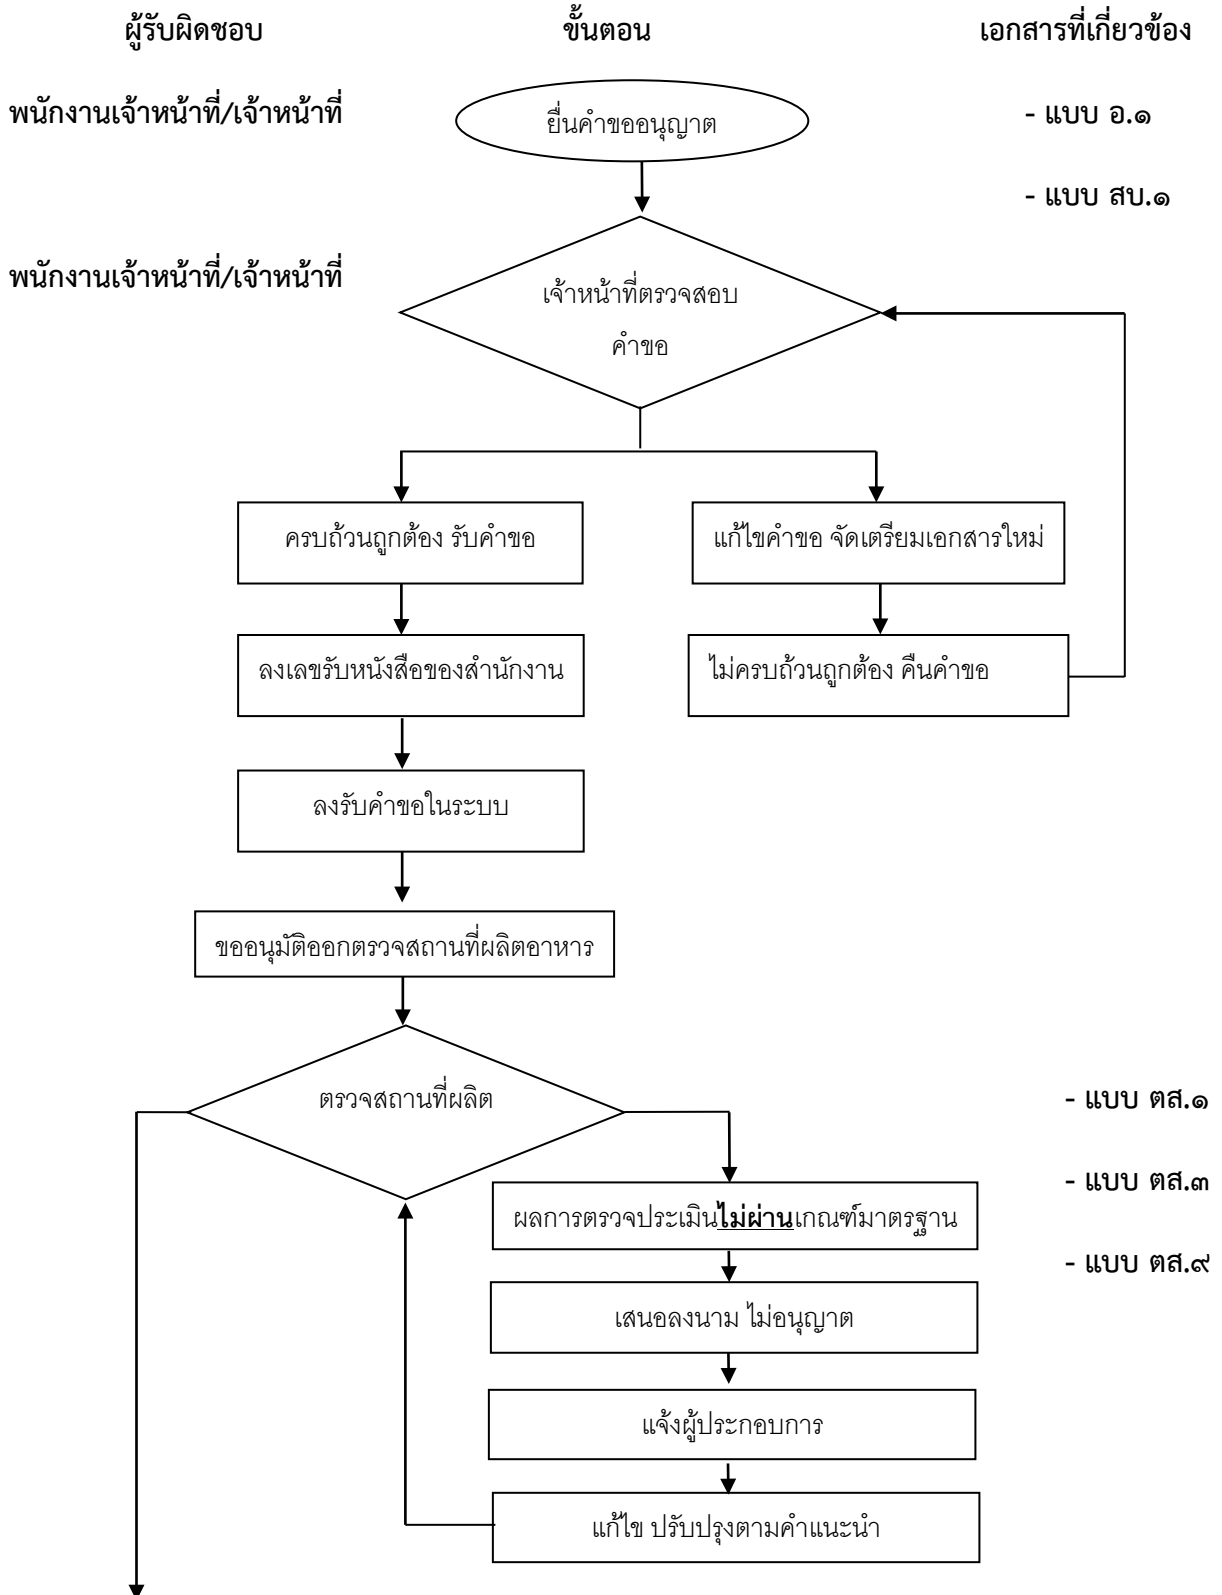 ผู้รับผิดชอบ ขั้นตอน เอกสารที่เกี่ยวข้อง
พนักงานเจ้าหน้าที่/เจ้าหน้าที่ ยื่นคำขออนุญาต - แบบ อ.๑
- แบบ สบ.๑
พนักงานเจ้าหน้าที่/เจ้าหน้าที่
เจ้าหน้าที่ตรวจสอบ
คำขอ
ครบถ้วนถูกต้อง รับคำขอ
แก้ไขคำขอ จัดเตรียมเอกสารใหม่
ลงเลขรับหนังสือของสำนักงาน
ไม่ครบถ้วนถูกต้อง คืนคำขอ
ลงรับคำขอในระบบ
ขออนุมัติออกตรวจสถานที่ผลิตอาหาร
ตรวจสถานที่ผลิต
- แบบ ตส.๑
- แบบ ตส.๓
ผลการตรวจประเมินไม่ผ่านเกณฑ์มาตรฐาน
- แบบ ตส.๙
เสนอลงนาม ไม่อนุญาต
แจ้งผู้ประกอบการ
แก้ไข ปรับปรุงตามคำแนะนำ